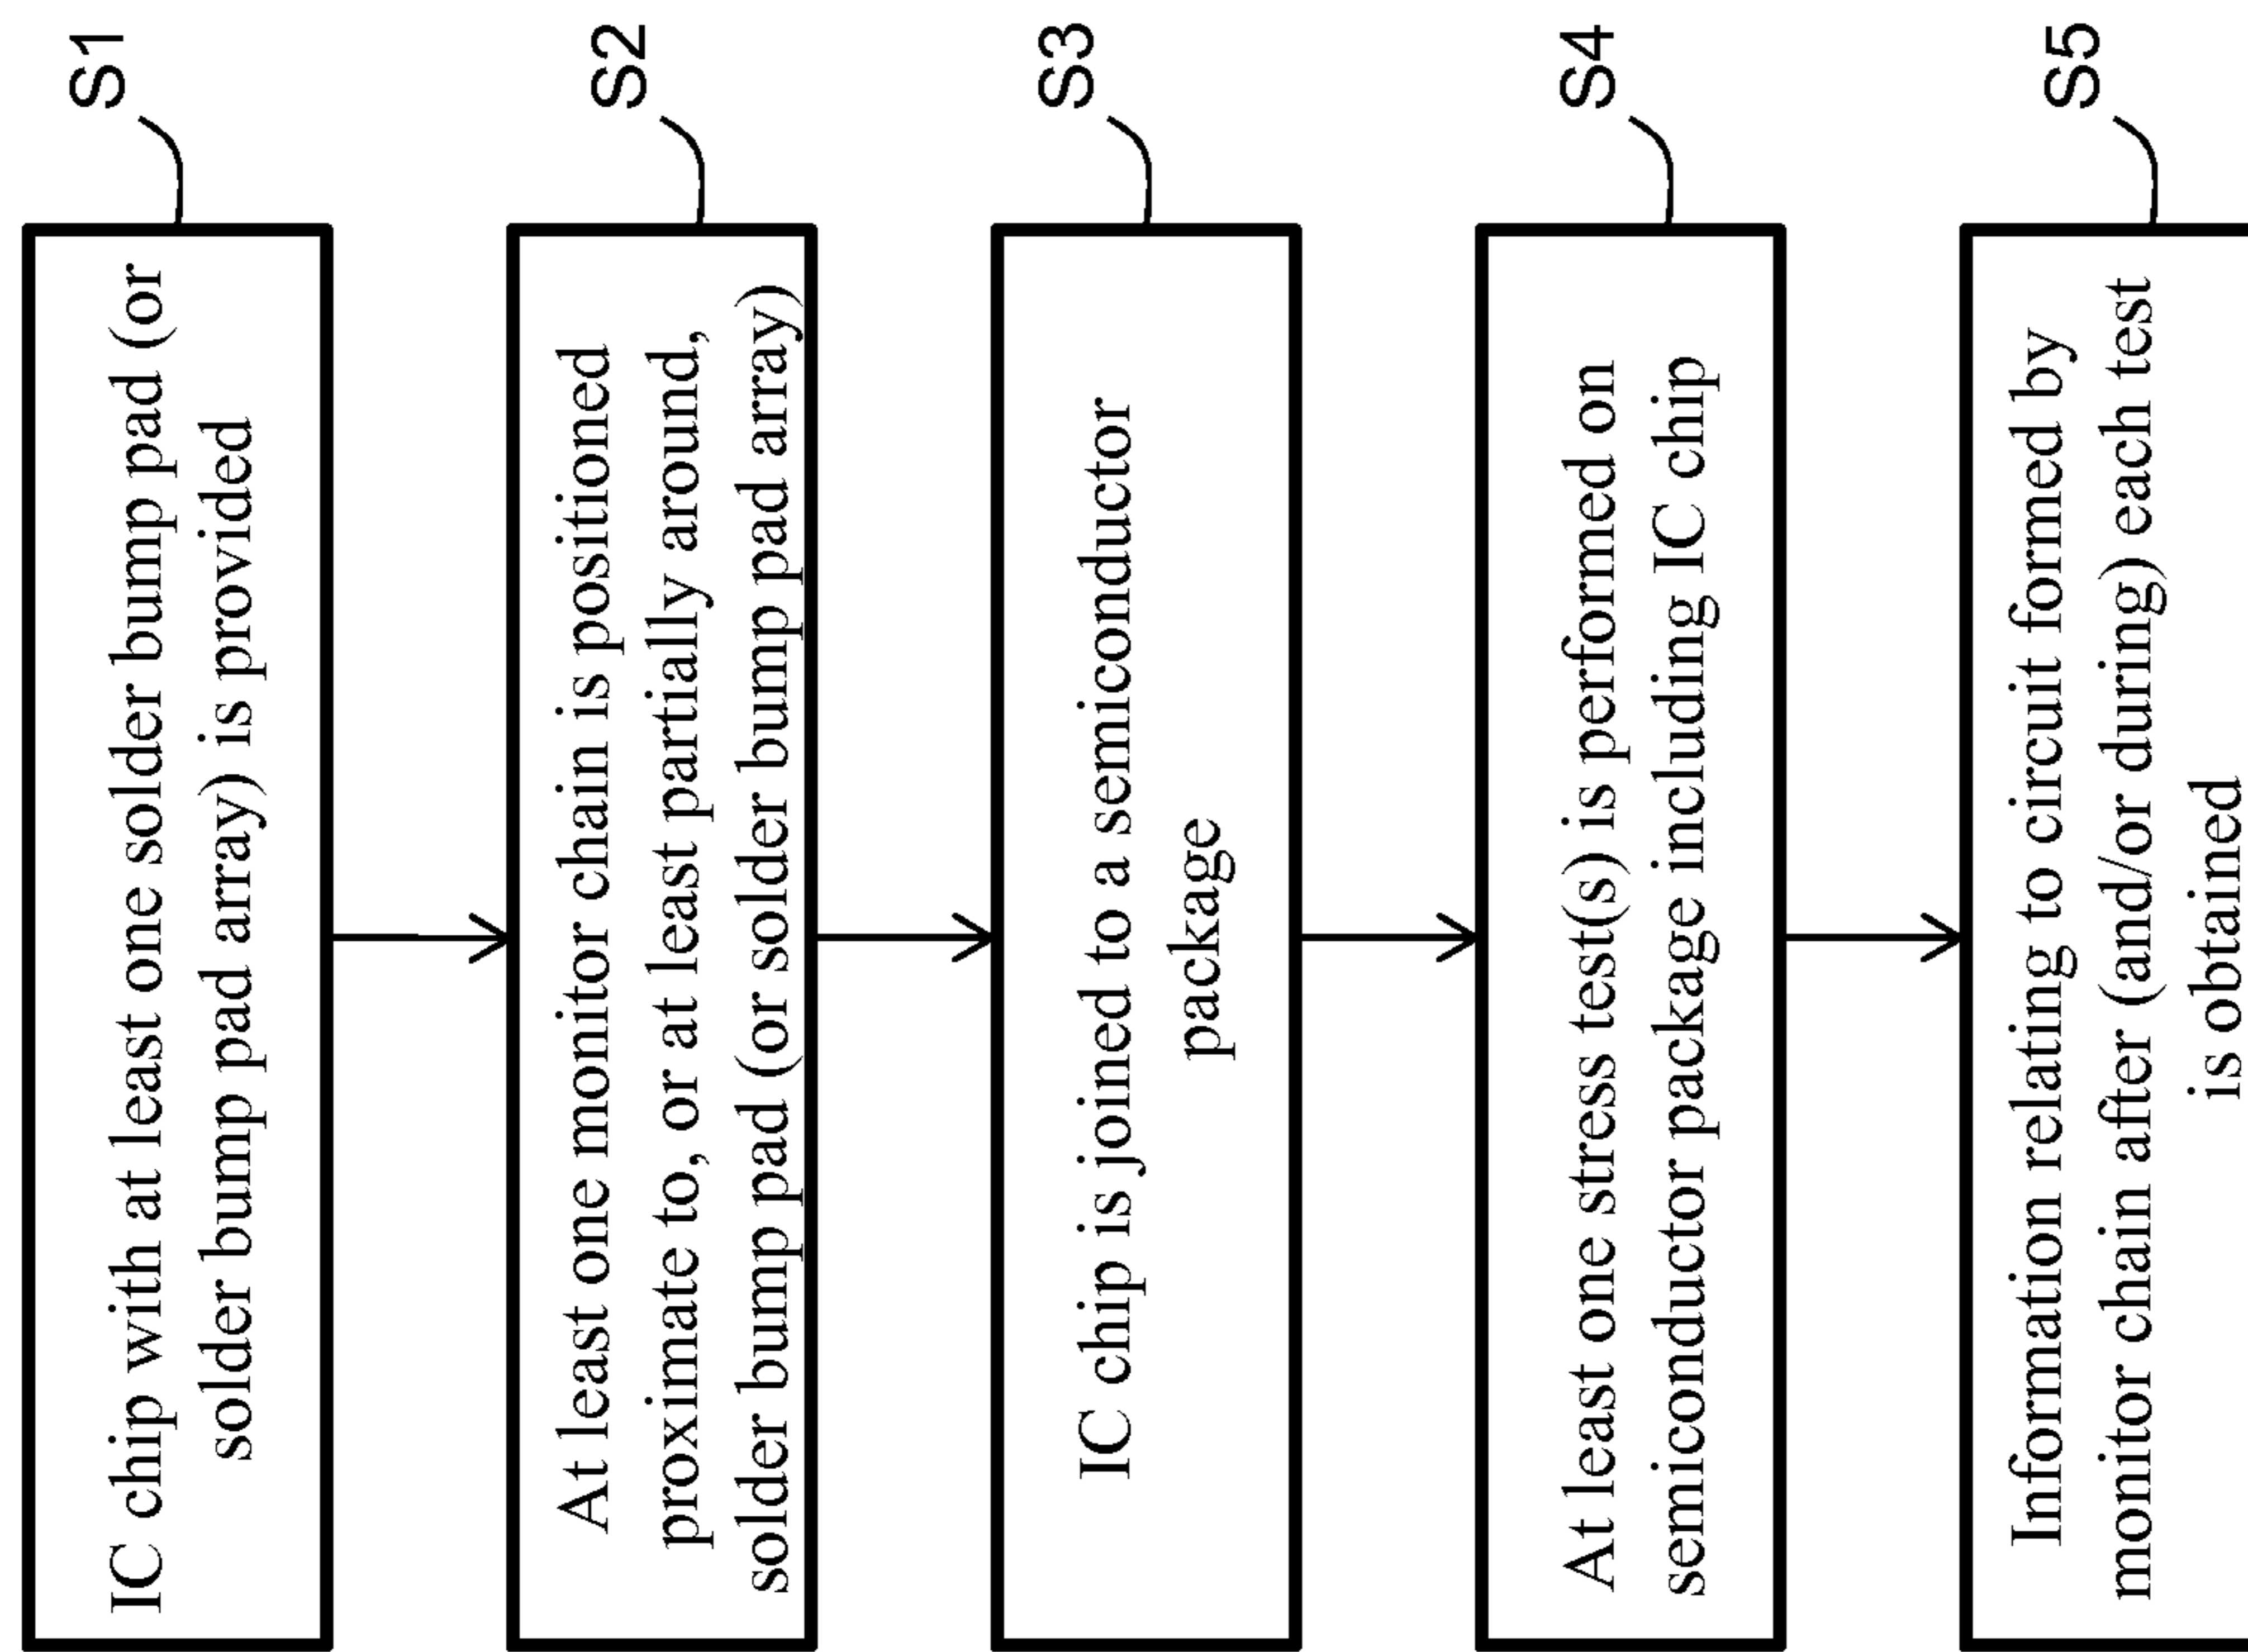 S1
IC chip with at least one solder bump pad (or
solder bump pad array) is provided
S2
At least one monitor chain is positioned
proximate to, or at least partially around,
solder bump pad (or solder bump pad array)
S3
IC chip is joined to a semiconductor
package
S4
At least one stress test(s) is performed on
semiconductor package including IC chip
S5
Information relating to circuit formed by
monitor chain after (and/or during) each test
is obtained